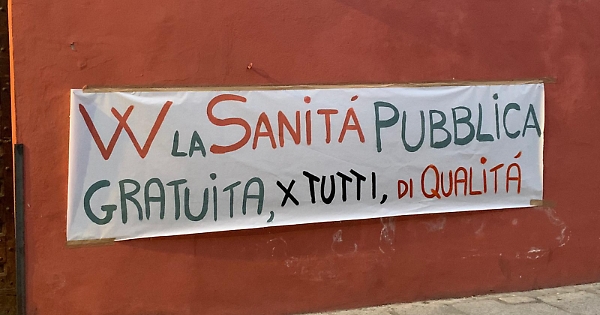 W LA SANITÁ PUBBLICA
GRATUITA, X TUTTI, DI QUALITÁ